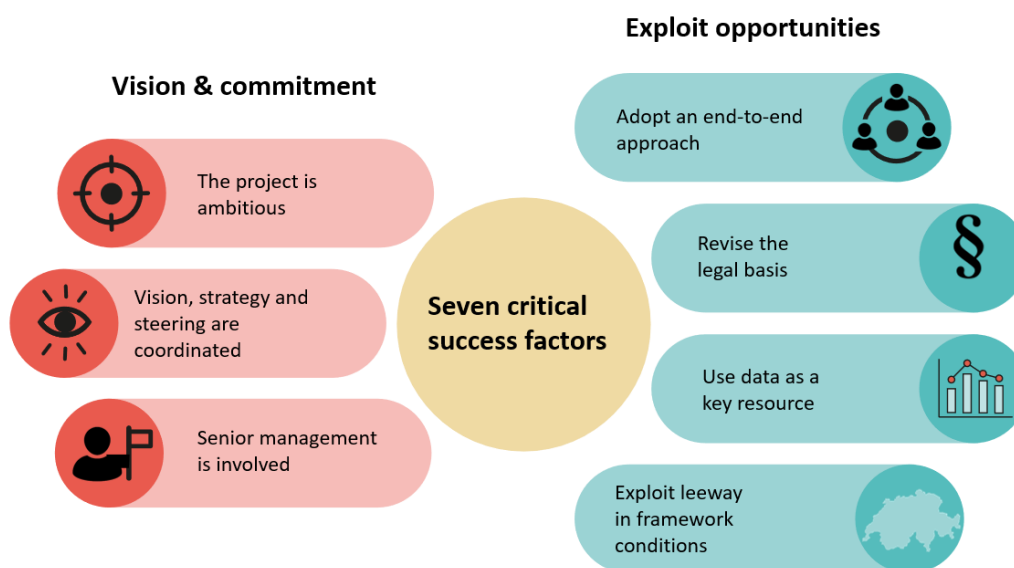 Exploit opportunities
Vision & commitment
The project is
ambitious
Vision, strategy and
steering are
coordinated
Senior management
is involved
Seven critical
success factors
Adopt an end-to-end
approach
Revise the
legal basis
§
Use data as a
key resource
Exploit leeway
in framework
conditions